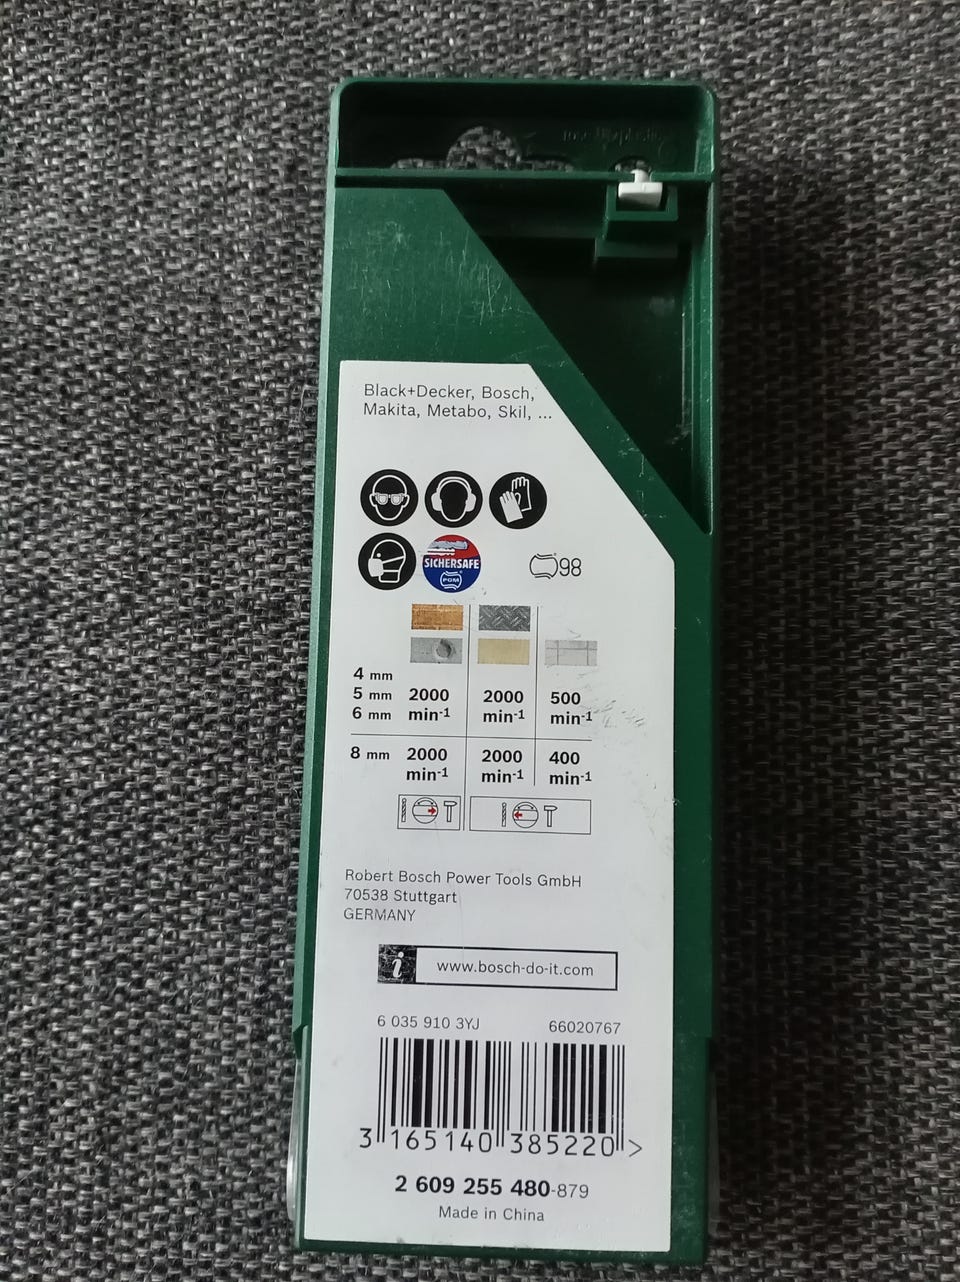 Black+Decker, Bosch,
Makita, Metabo, Skil, ...
SICHERSAFE
PGM
98
4 mm
5 mm 2000 2000 500
6 mm min-1 min-1 min-1
8 mm 2000 2000 400
min-1 min-1 min-1
Robert Bosch Power Tools GmbH
70538 Stuttgart
GERMANY
i www.bosch-do-it.com
6 035 910 3YJ 66020767
3 165140 385220 >
2 609 255 480-879
Made in China